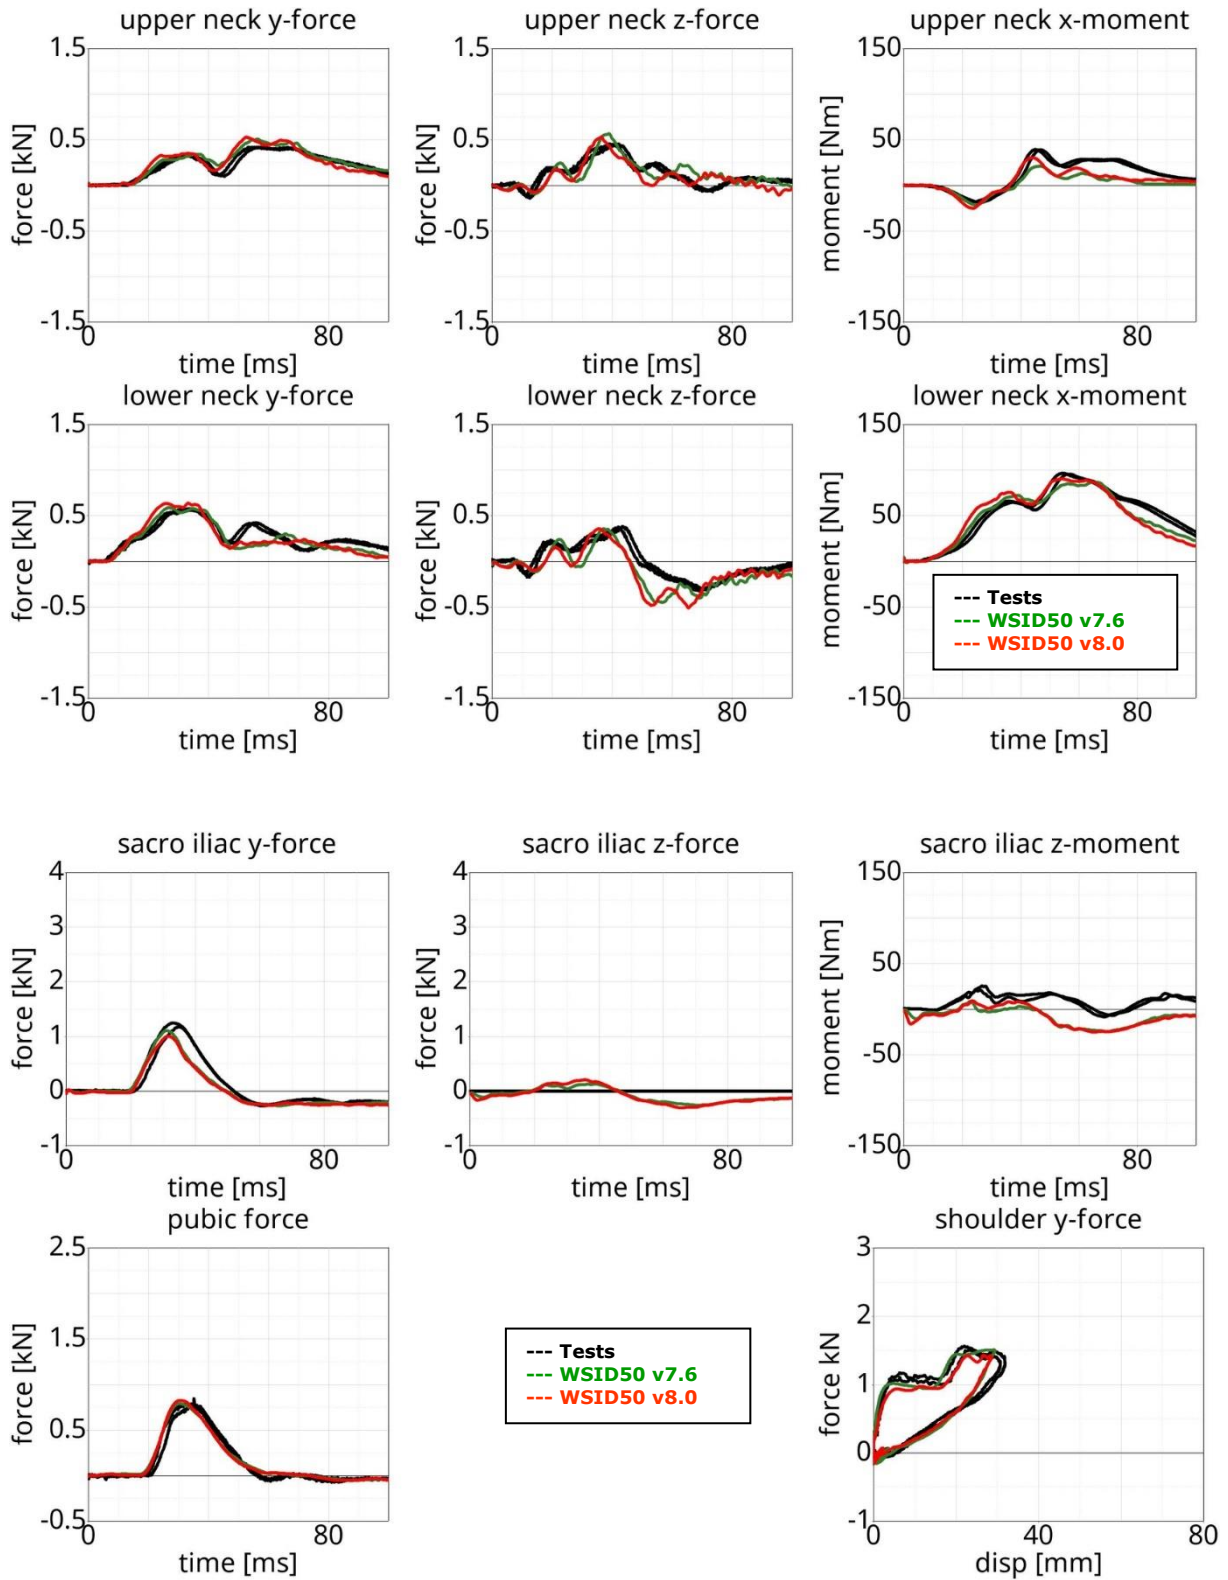 upper neck y-force
1.5
0.5
-0.5
-1.5
0
80
force [kN]
time [ms]
upper neck z-force
1.5
0.5
-0.5
-1.5
0
80
force [kN]
time [ms]
upper neck x-moment
150
50
-50
-150
0
80
moment [Nm]
time [ms]
lower neck y-force
1.5
0.5
-0.5
-1.5
0
80
force [kN]
time [ms]
lower neck z-force
1.5
0.5
-0.5
-1.5
0
80
force [kN]
time [ms]
lower neck x-moment
150
50
-50
-150
0
80
moment [Nm]
time [ms]
--- Tests
--- WSID50 v7.6
--- WSID50 v8.0
sacro iliac y-force
4
3
2
1
0
-1
0
80
force [kN]
time [ms]
sacro iliac z-force
4
3
2
1
0
-1
0
80
force [kN]
time [ms]
sacro iliac z-moment
150
50
-50
-150
0
80
moment [Nm]
time [ms]
pubic force
2.5
1.5
0.5
-0.5
0
80
force [kN]
time [ms]
--- Tests
--- WSID50 v7.6
--- WSID50 v8.0
shoulder y-force
3
2
1
0
-1
0
40
80
force kN
disp [mm]